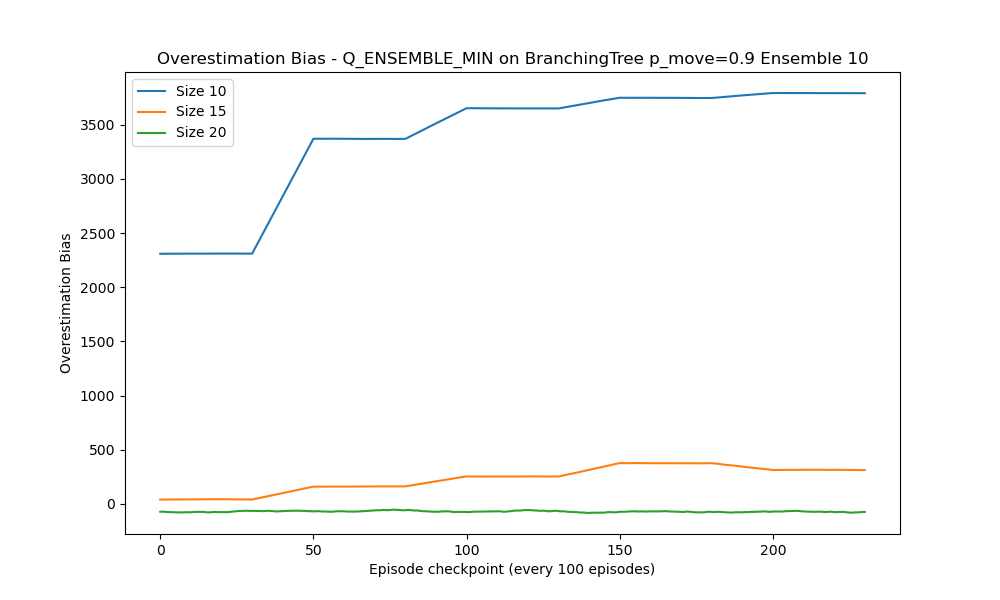 Overestimation Bias - Q_ENSEMBLE_MIN on BranchingTree p_move=0.9 Ensemble 10
Size 10
Size 15
Size 20
Overestimation Bias
3500
3000
2500
2000
1500
1000
500
0
0 50 100 150 200
Episode checkpoint (every 100 episodes)